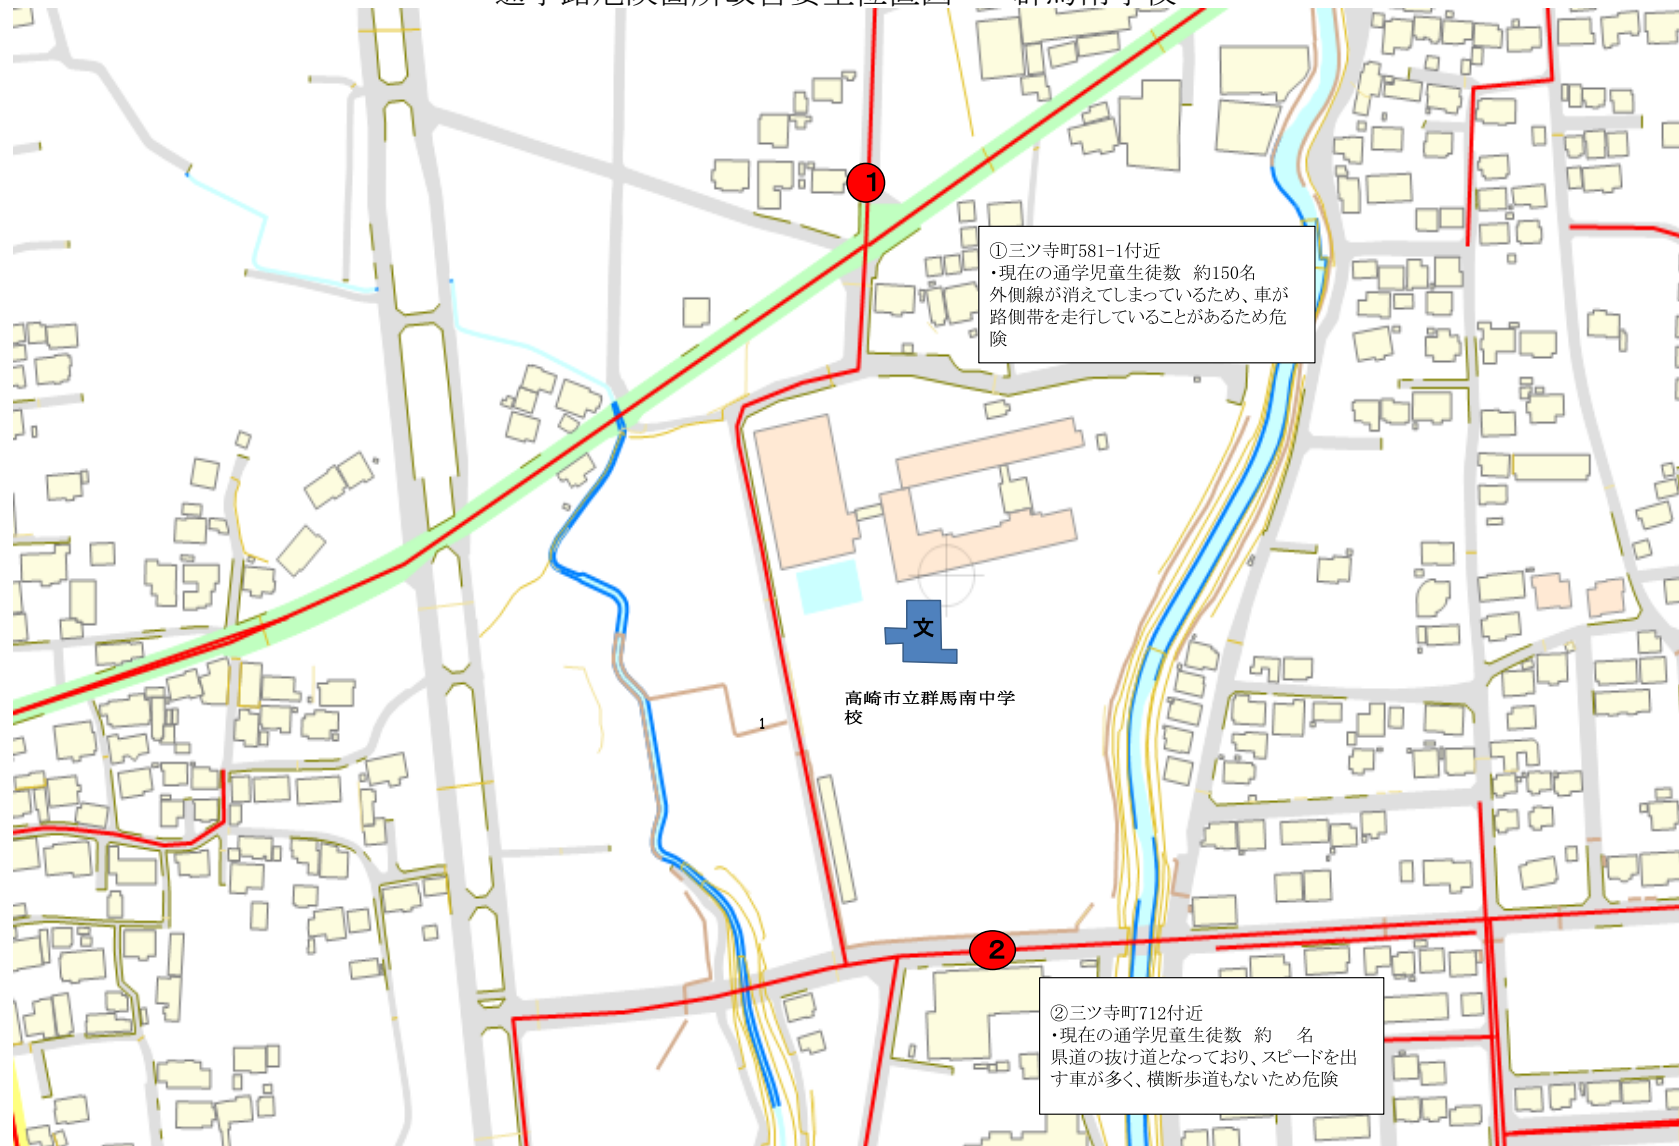 1
①三ツ寺町581-1付近
・現在の通学児童生徒数 約150名
外側線が消えてしまっているため、車が
路側帯を走行していることがあるため危
険
文
高崎市立群馬南中学
校
1
2
②三ツ寺町712付近
・現在の通学児童生徒数 約 名
県道の抜け道となっており、スピードを出
す車が多く、横断歩道もないため危険